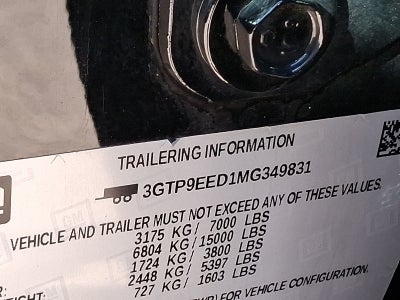 TRAILERING INFORMATION
3GTP9EED1MG349831
VEHICLE AND TRAILER MUST NOT EXCEED ANY OF THESE VALUES.
3175 KG/ 7000 LBS
6804 KG/15000 LBS
1724 KG/ 3800 LBS
2448 KG/ 5397 LBS
727 KG/ 1603 LBS
FOR VEHICLE CONFIGURATION.